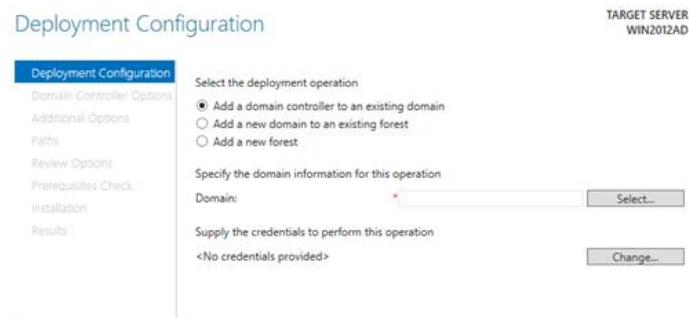 Deployment Configuration
TARGET SERVER
WIN2012AD
Deployment Configuration
Domain Controller Options
Additional Options
Paths
Review Options
Prerequisites Check
Installation
Results
Select the deployment operation
Add a domain controller to an existing domain
Add a new domain to an existing forest
Add a new forest
Specify the domain information for this operation
Domain:
*
Select...
Supply the credentials to perform this operation
<No credentials provided>
Change...